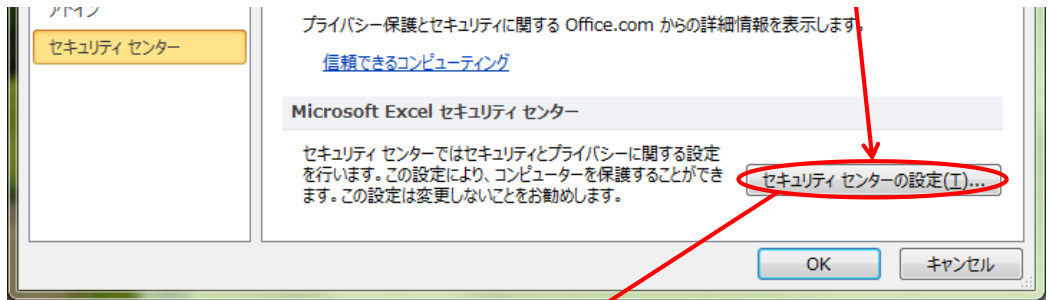 アドイン
セキュリティ センター
プライバシー保護とセキュリティに関する Office.com からの詳細情報を表示します。
信頼できるコンピューティング
Microsoft Excel セキュリティ センター
セキュリティ センターではセキュリティとプライバシーに関する設定
を行います。この設定により、コンピューターを保護することができ
ます。この設定は変更しないことをお勧めします。
セキュリティ センターの設定(T)...
OK
キャンセル